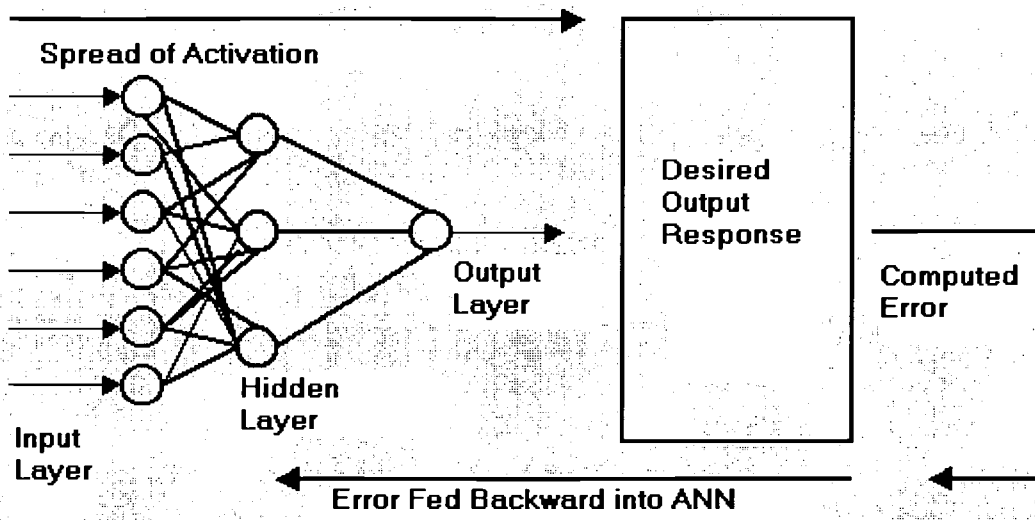 Spread of Activation
Desired
Output
Response
Output
Layer
Computed
Error
Hidden
Layer
Input
Layer
Error Fed Backward into ANN